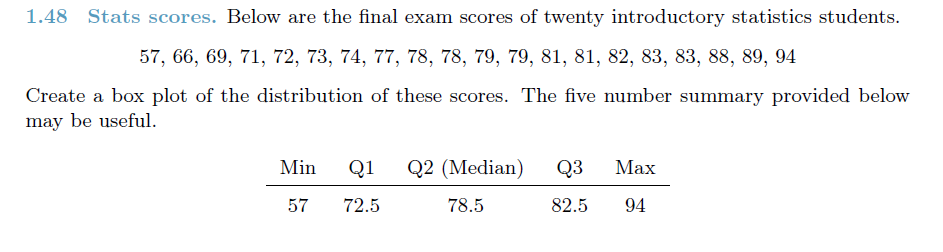 1.48 Stats scores. Below are the final exam scores of twenty introductory statistics students.
57, 66, 69, 71, 72, 73, 74, 77, 78, 78, 79, 79, 81, 81, 82, 83, 83, 88, 89, 94
Create a box plot of the distribution of these scores. The five number summary provided below
may be useful.
Min Q1 Q2 (Median) Q3 Max
57 72.5 78.5 82.5 94